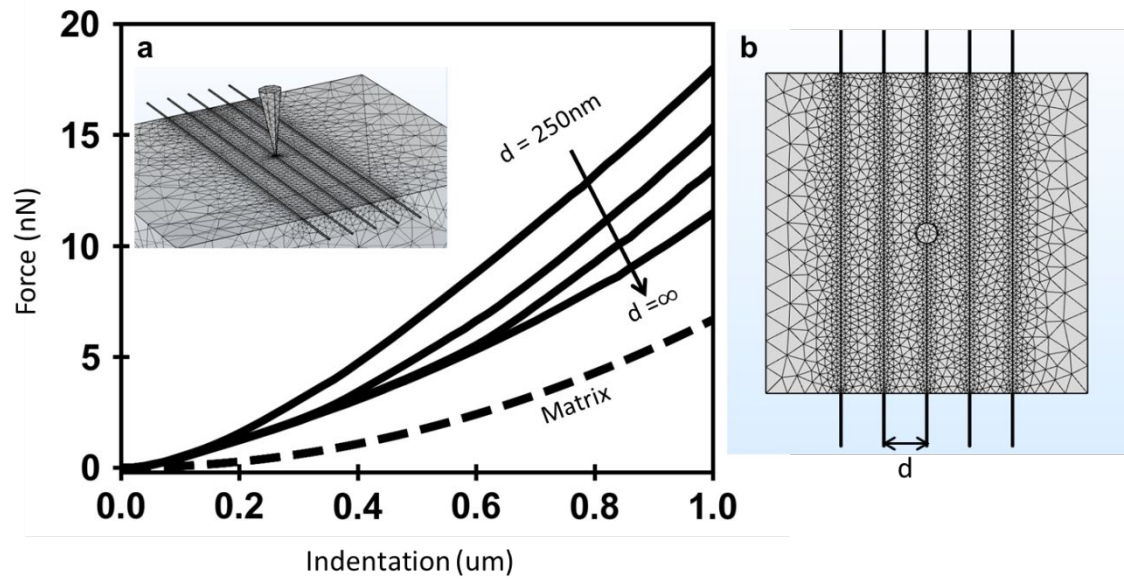 a
b
20
15
10
5
0
Force (nN)
d = 250nm
d =∞
Matrix
0.0 0.2 0.4 0.6 0.8 1.0
Indentation (um)
d